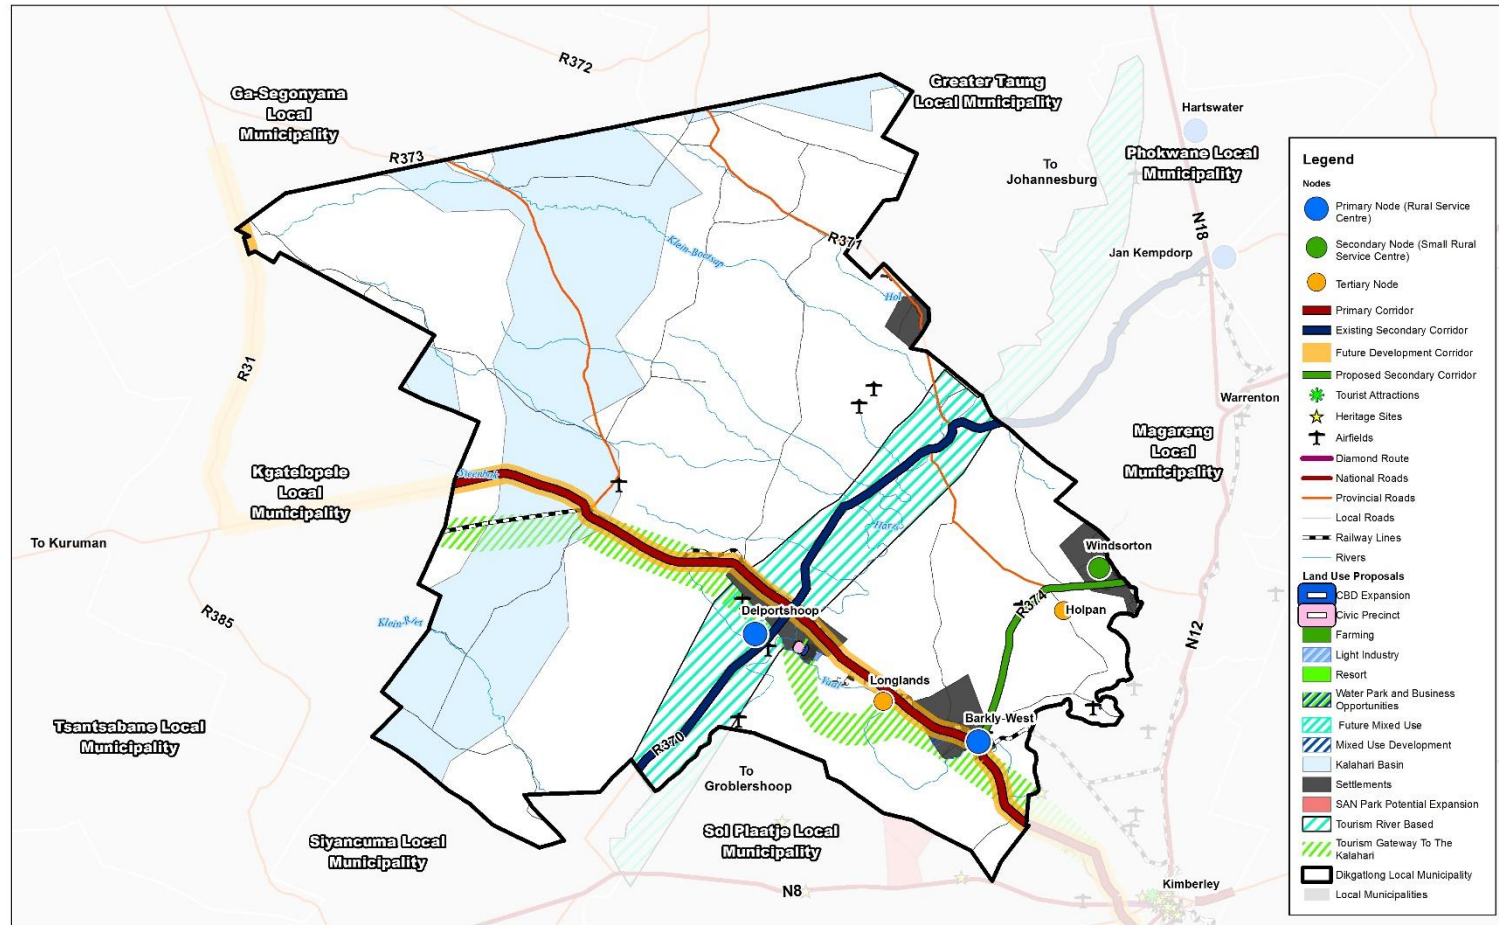 R372
Ga-Segonyana
Local
Municipality
Greater Taung
Local Municipality
Hartswater
R373
To
Johannesburg
Phokwane Local
Municipality
N18
R371
Klein-Boetsap
Jan Kempdorp
Hol
R31
Warrenton
Magareng
Local
Municipality
Kgatelopele
Local
Municipality
Steenbok
To Kuruman
Harts
Windsorton
R374
Holpan
Delportshoop
R385
Klein-Riet
N12
Longlands
Vaal
Barkly-West
Tsantsabane Local
Municipality
R370
To
Groblershoop
Siyancuma Local
Municipality
Sol Plaatje Local
Municipality
N8
Kimberley
Legend
Nodes
Primary Node (Rural Service
Centre)
Secondary Node (Small Rural
Service Centre)
Tertiary Node
Primary Corridor
Existing Secondary Corridor
Future Development Corridor
Proposed Secondary Corridor
Tourist Attractions
Heritage Sites
Airfields
Diamond Route
National Roads
Provincial Roads
Local Roads
Railway Lines
Rivers
Land Use Proposals
CBD Expansion
Civic Precinct
Farming
Light Industry
Resort
Water Park and Business
Opportunities
Future Mixed Use
Mixed Use Development
Kalahari Basin
Settlements
SAN Park Potential Expansion
Tourism River Based
Tourism Gateway To The
Kalahari
Dikgatlong Local Municipality
Local Municipalities